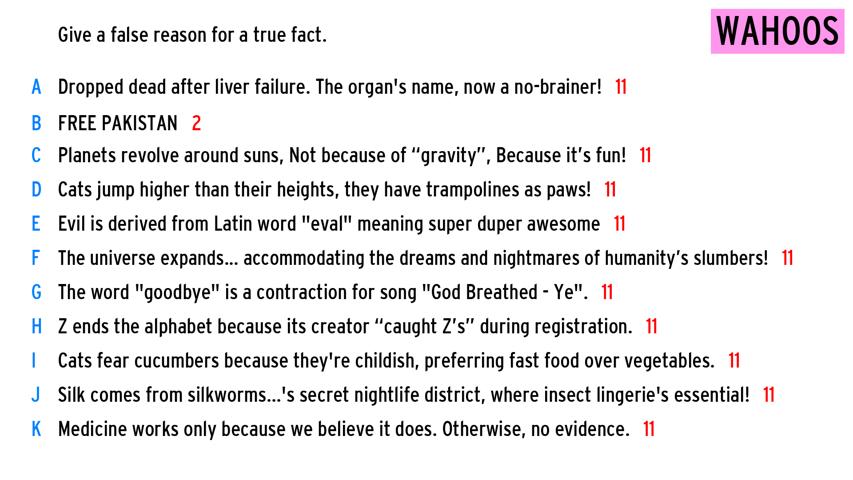 Give a false reason for a true fact.
WAHOOS
A Dropped dead after liver failure. The organ's name, now a no-brainer! 11
B FREE PAKISTAN 2
C Planets revolve around suns, Not because of “gravity”, Because it’s fun! 11
D Cats jump higher than their heights, they have trampolines as paws! 11
E Evil is derived from Latin word "eval" meaning super duper awesome 11
F The universe expands... accommodating the dreams and nightmares of humanity’s slumbers! 11
G The word "goodbye" is a contraction for song "God Breathed - Ye". 11
H Z ends the alphabet because its creator “caught Z’s” during registration. 11
I Cats fear cucumbers because they're childish, preferring fast food over vegetables. 11
J Silk comes from silkworms...'s secret nightlife district, where insect lingerie's essential! 11
K Medicine works only because we believe it does. Otherwise, no evidence. 11